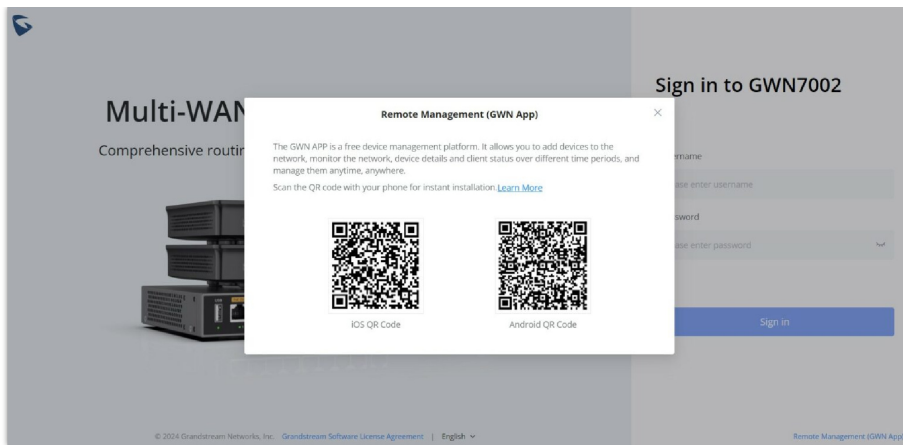 Sign in to GWN7002
Multi-WAN
Comprehensive routin
Remote Management (GWN App)
The GWN APP is a free device management platform. It allows you to add devices to the
network, monitor the network, device details and client status over different time periods, and
manage them anytime, anywhere.
Scan the QR code with your phone for instant installation.Learn More
iOS QR Code
Android QR Code
ername
ase enter username
sword
ase enter password
Sign in
© 2024 Grandstream Networks, Inc. Grandstream Software License Agreement | English
Remote Management (GWN App)